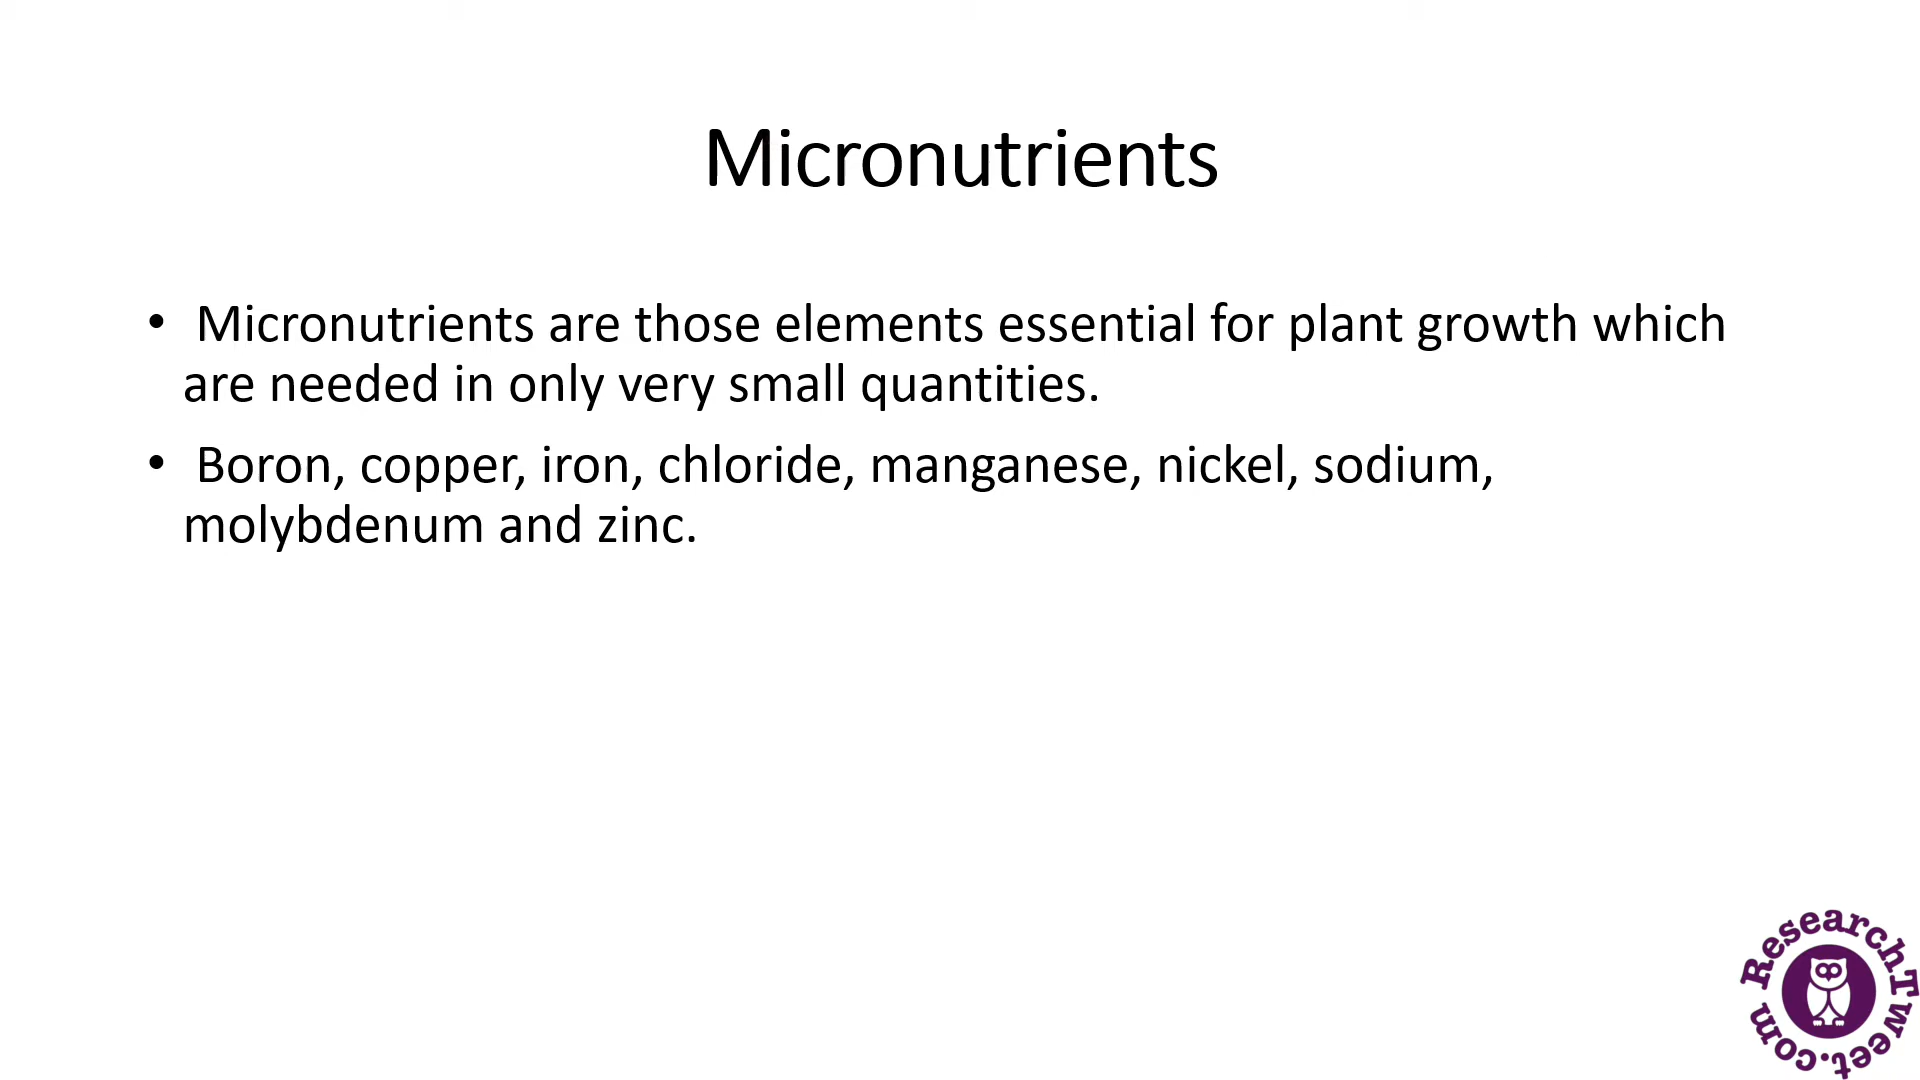 Micronutrients
• Micronutrients are those elements essential for plant growth which
are needed in only very small quantities.
• Boron, copper, iron, chloride, manganese, nickel, sodium,
molybdenum and zinc.
ResearchTweet.com